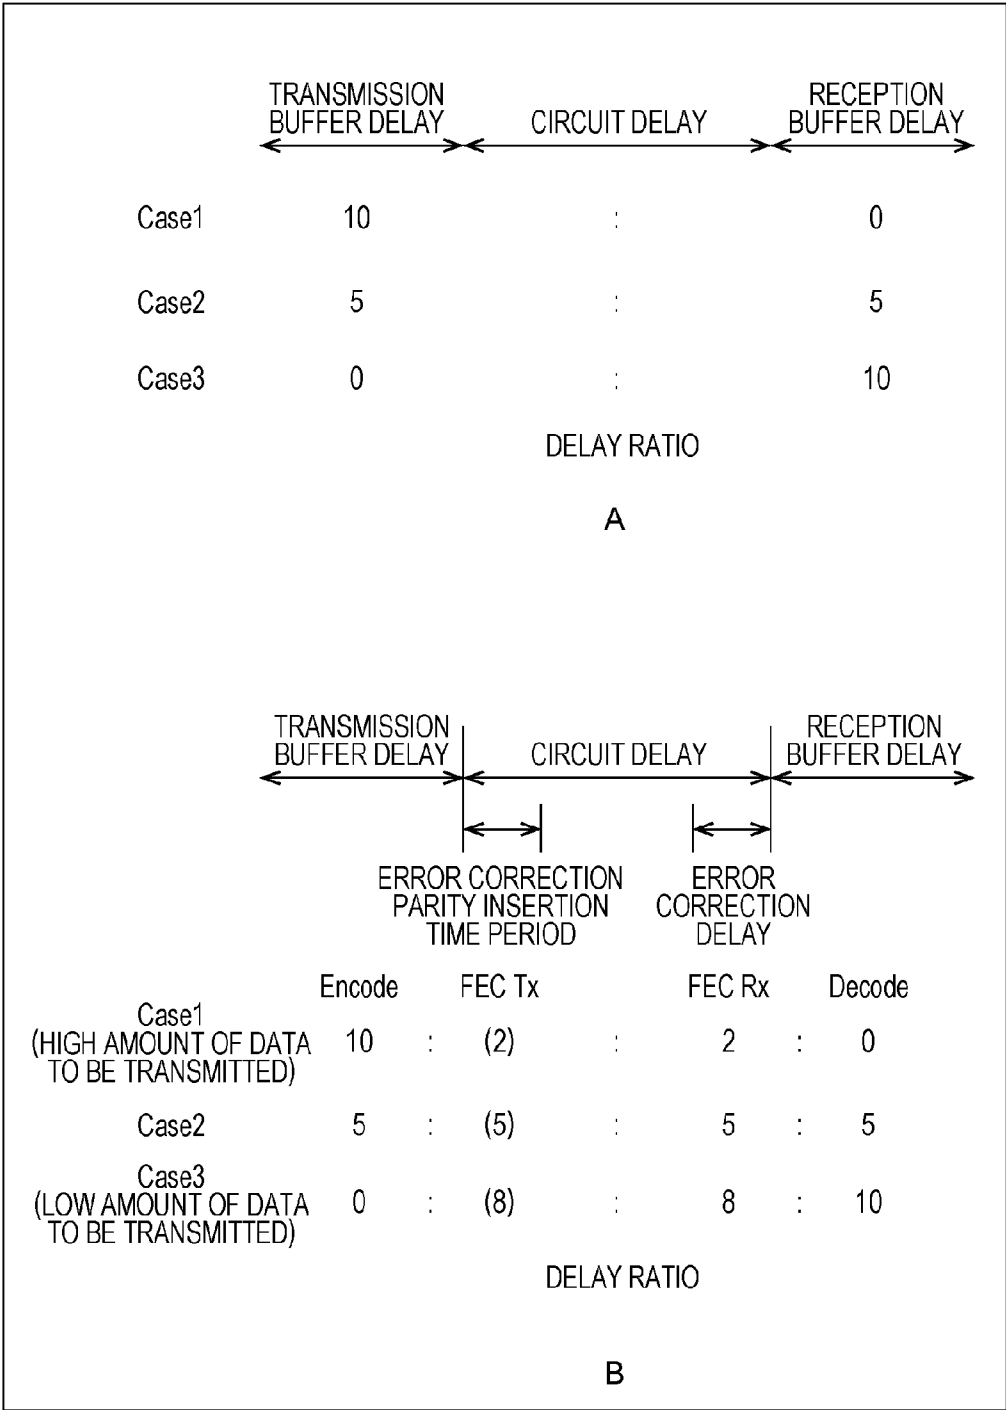 TRANSMISSION
BUFFER DELAY
CIRCUIT DELAY
RECEPTION
BUFFER DELAY
Case1 10 : 0
Case2 5 : 5
Case3 0 : 10
DELAY RATIO
A
TRANSMISSION
BUFFER DELAY
CIRCUIT DELAY
RECEPTION
BUFFER DELAY
ERROR CORRECTION
PARITY INSERTION
TIME PERIOD
ERROR
CORRECTION
DELAY
Encode FEC Tx FEC Rx Decode
Case1
(HIGH AMOUNT OF DATA
TO BE TRANSMITTED)
10 : (2) : 2 : 0
Case2 5 : (5) : 5 : 5
Case3
(LOW AMOUNT OF DATA
TO BE TRANSMITTED)
0 : (8) : 8 : 10
DELAY RATIO
B